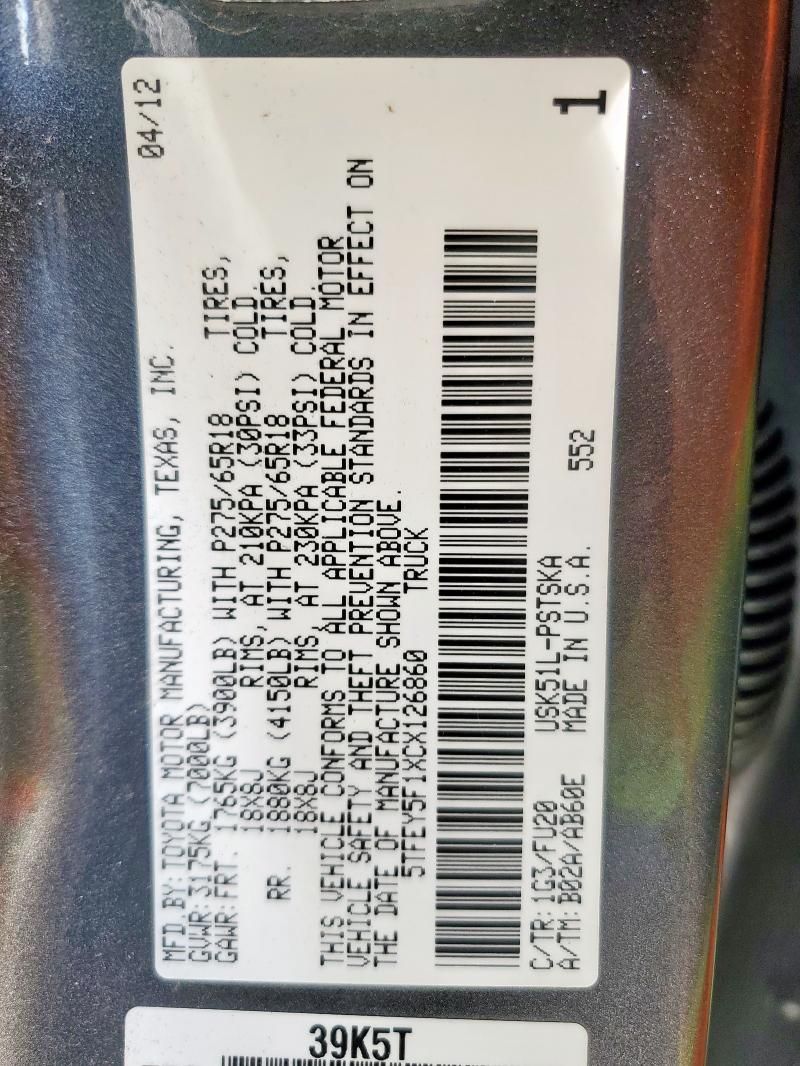 MFD.BY: TOYOTA MOTOR MANUFACTURING, TEXAS, INC. 04/12
GVWR: 3175KG (7000LB)
GAWR: FRT. 1765KG (3900LB) WITH P275/65R18 TIRES,
18X8J RIMS, AT 210KPA (30PSI) COLD.
RR. 1880KG (4150LB) WITH P275/65R18 TIRES,
18X8J RIMS, AT 230KPA (33PSI) COLD.
THIS VEHICLE CONFORMS TO ALL APPLICABLE FEDERAL MOTOR
VEHICLE SAFETY AND THEFT PREVENTION STANDARDS IN EFFECT ON
THE DATE OF MANUFACTURE SHOWN ABOVE.
5TFEY5F1XCX126860 TRUCK
C/TR: 1G3/FU20 USK51L-PSTSKA 552
A/TM: B02A/AB60E MADE IN U.S.A.
1
39K5T